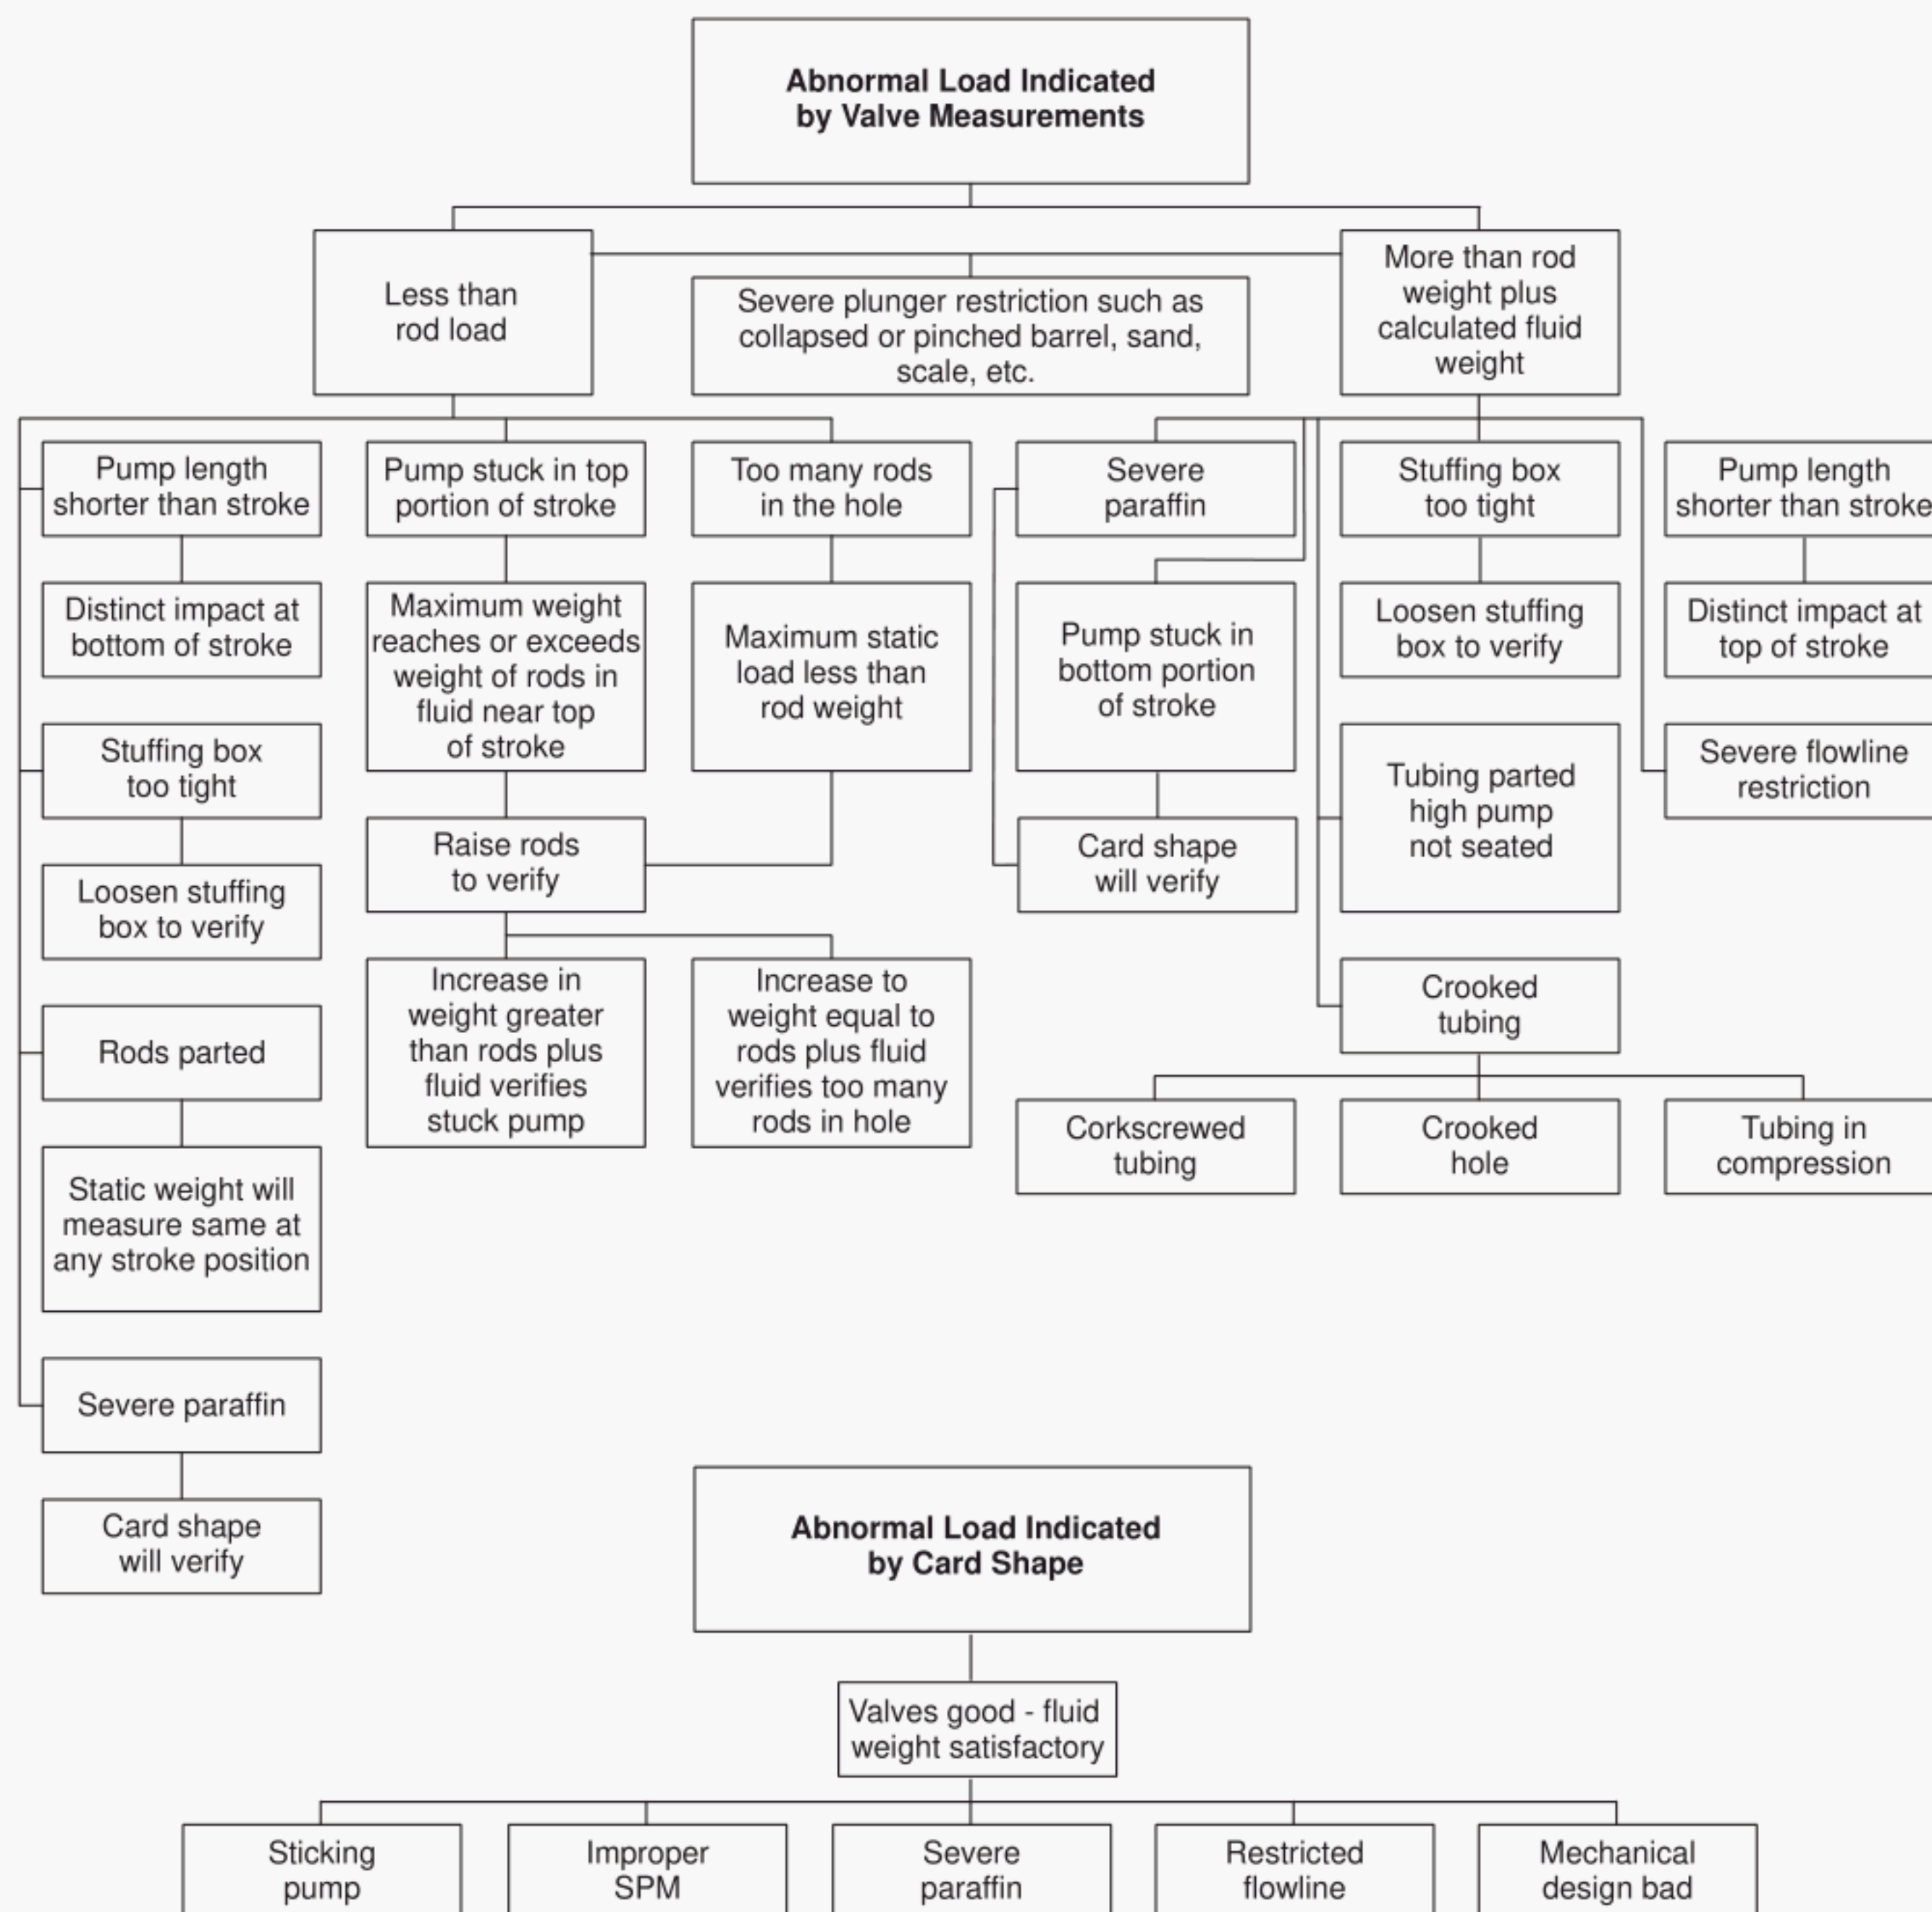 Abnormal Load Indicated
by Valve Measurements
Less than
rod load
Severe plunger restriction such as
collapsed or pinched barrel, sand,
scale, etc.
More than rod
weight plus
calculated fluid
weight
Pump length
shorter than stroke
Distinct impact at
bottom of stroke
Stuffing box
too tight
Loosen stuffing
box to verify
Rods parted
Static weight will
measure same at
any stroke position
Severe paraffin
Card shape
will verify
Pump stuck in top
portion of stroke
Maximum weight
reaches or exceeds
weight of rods in
fluid near top
of stroke
Raise rods
to verify
Increase in
weight greater
than rods plus
fluid verifies
stuck pump
Too many rods
in the hole
Maximum static
load less than
rod weight
Increase to
weight equal to
rods plus fluid
verifies too many
rods in hole
Severe
paraffin
Pump stuck in
bottom portion
of stroke
Card shape
will verify
Stuffing box
too tight
Loosen stuffing
box to verify
Tubing parted
high pump
not seated
Crooked
tubing
Corkscrewed
tubing
Crooked
hole
Tubing in
compression
Pump length
shorter than stroke
Distinct impact at
top of stroke
Severe flowline
restriction
Abnormal Load Indicated
by Card Shape
Valves good - fluid
weight satisfactory
Sticking
pump
Improper
SPM
Severe
paraffin
Restricted
flowline
Mechanical
design bad